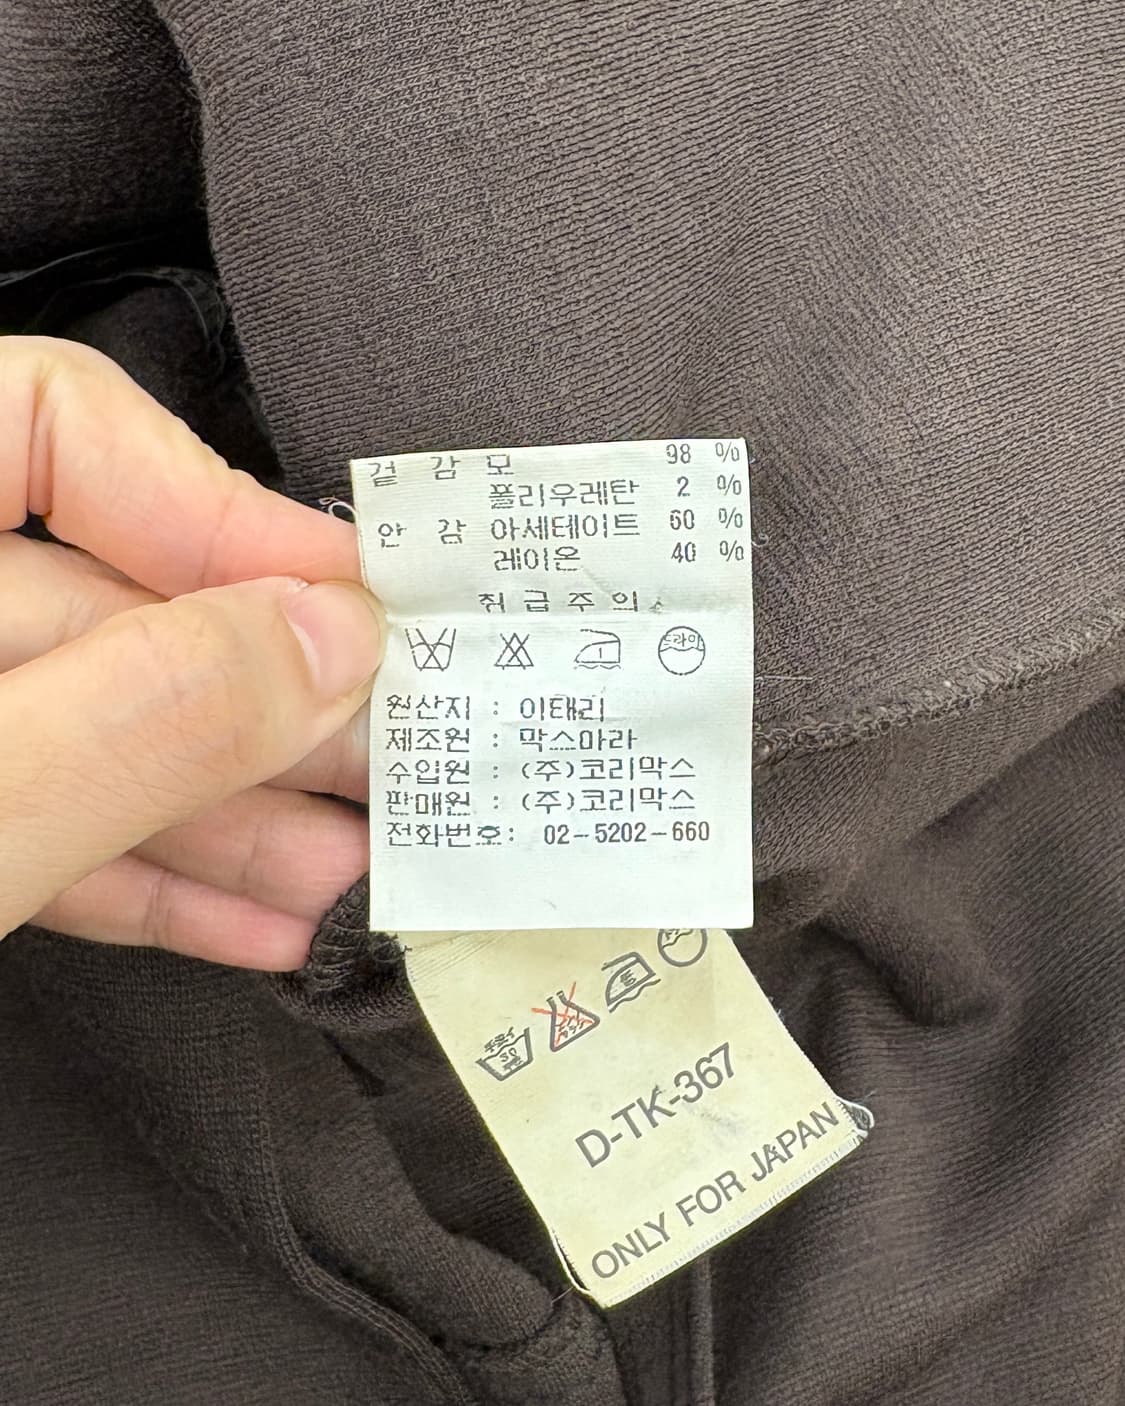 겉 감 모 98 %
폴리우레탄 2 %
안 감 아세테이트 60 %
레이온 40 %
취급주의
드라이
원산지 : 이태리
제조원 : 막스마라
수입원 : (주)코리막스
판매원 : (주)코리막스
전화번호: 02-5202-660
D-TK-367
ONLY FOR JAPAN